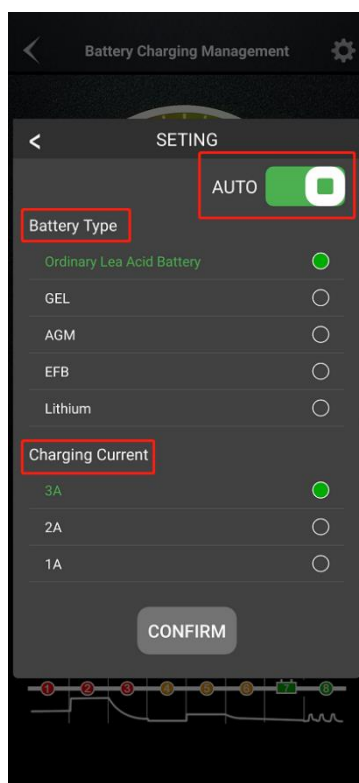 Battery Charging Management
< SETING
AUTO
Battery Type
Ordinary Lea Acid Battery
GEL
AGM
EFB
Lithium
Charging Current
3A
2A
1A
CONFIRM
1 2 3 4 5 6 7 8